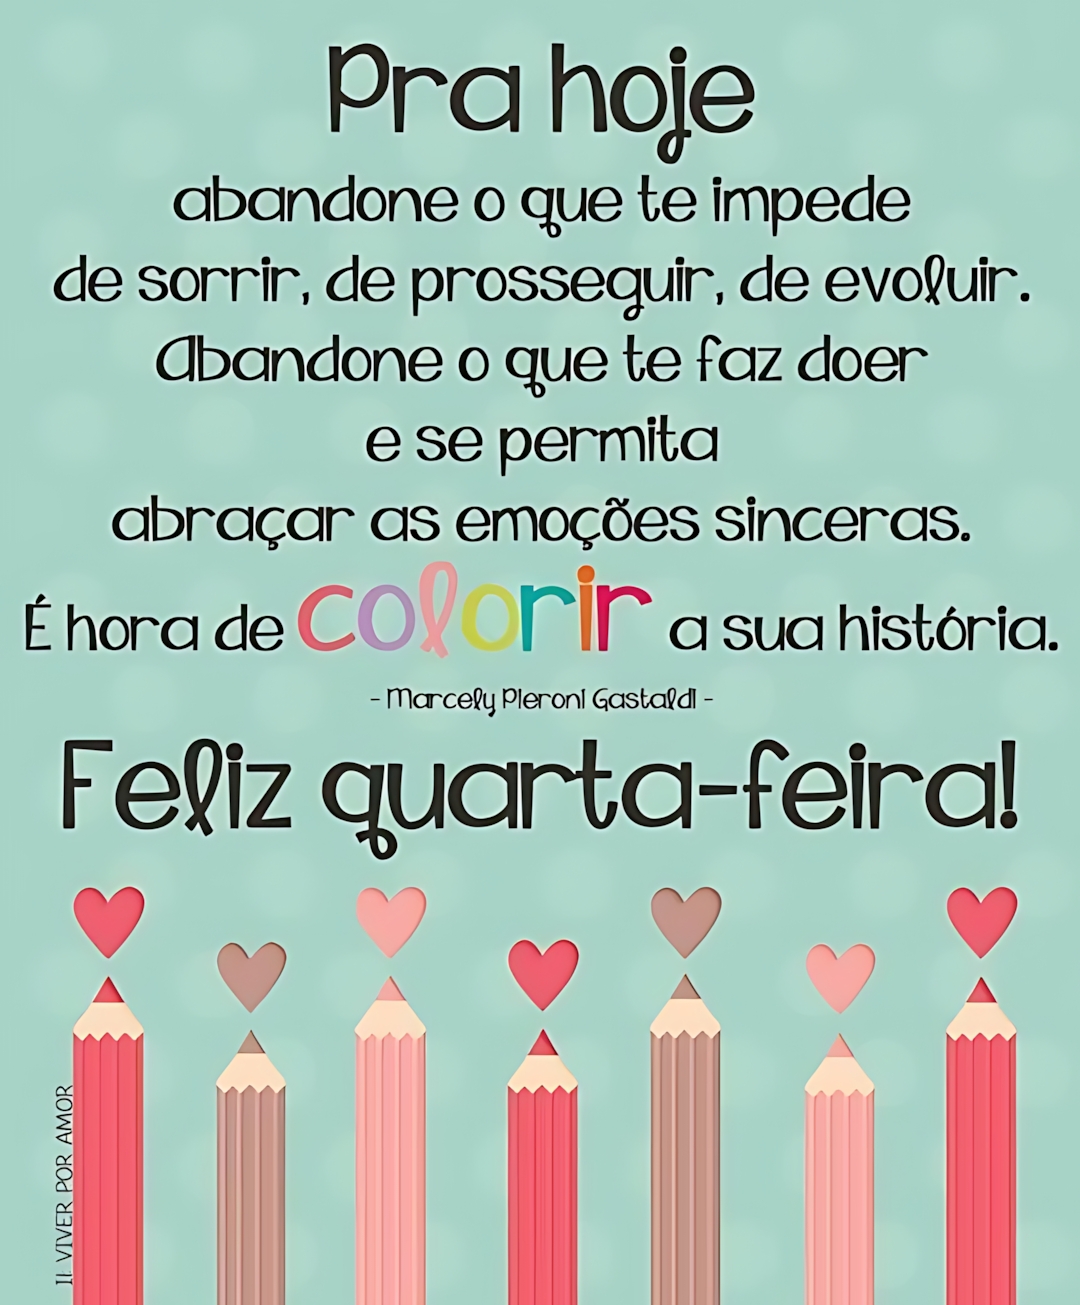 Pra hoje
abandone o que te impede
de sorrir, de prosseguir, de evoluir.
Abandone o que te faz doer
e se permita
abraçar as emoções sinceras.
É hora de colorir a sua história.
- Marcely Pieroni Gastaldi -
Feliz quarta-feira!
VIVER POR AMOR